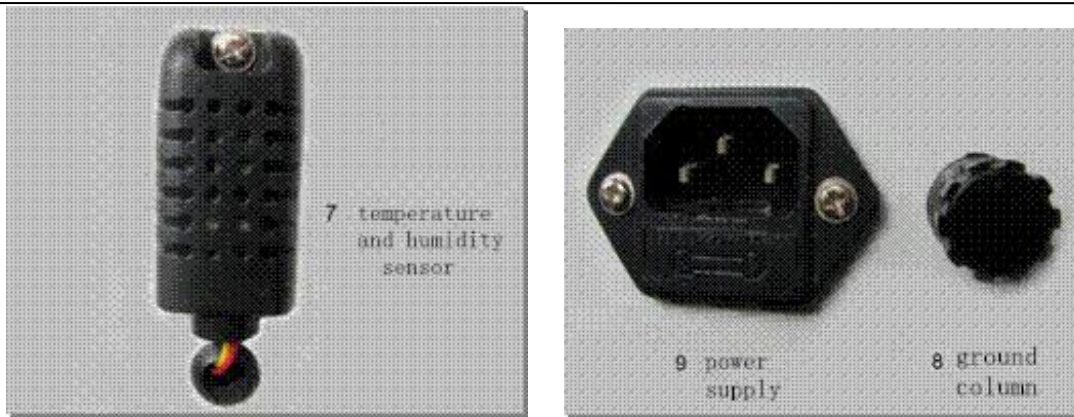 7 temperature
and humidity
sensor
9 power
supply
8 ground
column